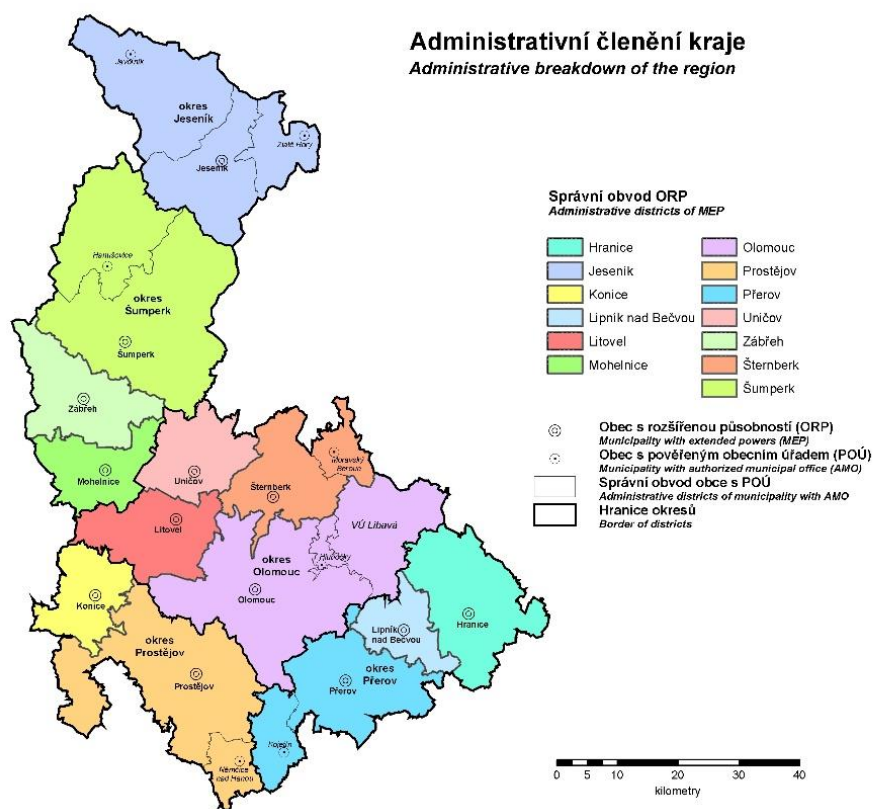 Administrativní členění kraje
Administrative breakdown of the region
Javorník
okres
Jeseník
Zlaté Hory
Jeseník
Hanušovice
okres
Šumperk
Šumperk
Zábřeh
Mohelnice
Uničov
Šternberk
Moravský
Beroun
Litovel
VÚ Libavá
okres
Olomouc
Hlubočky
Olomouc
Konice
okres
Prostějov
Prostějov
Lipník
nad Bečvou
Hranice
okres
Přerov
Přerov
Kojetín
Němčice
nad Hanou
Správní obvod ORP
Administrative districts of MEP
Hranice
Jeseník
Konice
Lipník nad Bečvou
Litovel
Mohelnice
Olomouc
Prostějov
Přerov
Uničov
Zábřeh
Šternberk
Šumperk
Obec s rozšířenou působností (ORP)
Municipality with extended powers (MEP)
Obec s pověřeným obecním úřadem (POÚ)
Municipality with authorized municipal office (AMO)
Správní obvod obce s POÚ
Administrative districts of municipality with AMO
Hranice okresů
Border of districts
0 5 10 20 30 40
kilometry